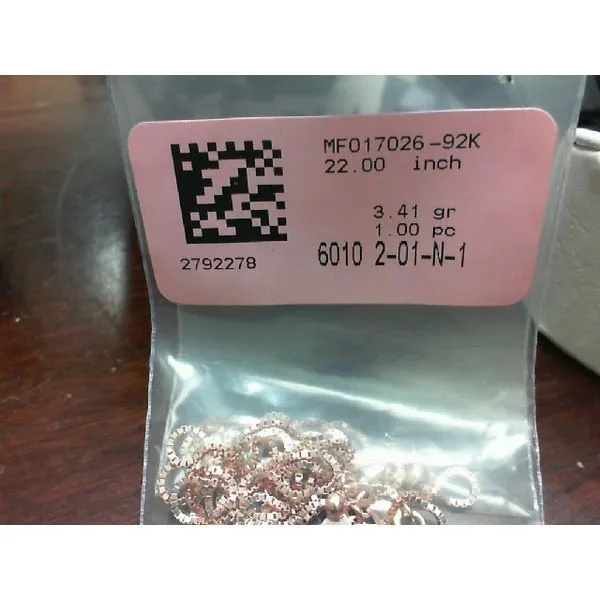 MF017026-92K
22.00 inch
3.41 gr
1.00 pc
2792278
6010 2-01-N-1